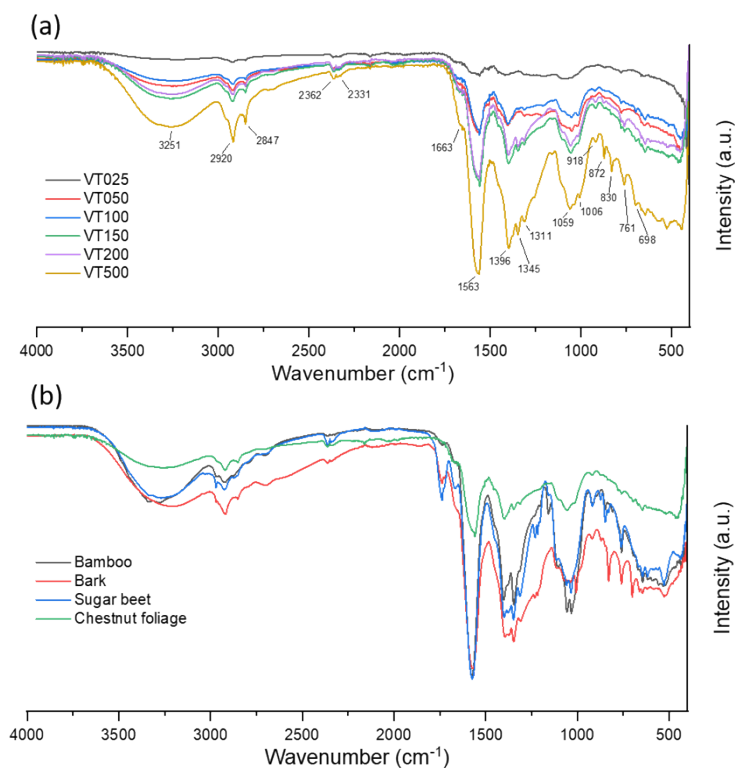 (a)
2362
2331
3251
2920
2847
1663
918
872
830
761
698
1059
1006
1311
1396
1345
1563
VT025
VT050
VT100
VT150
VT200
VT500
Intensity (a.u.)
4000 3500 3000 2500 2000 1500 1000 500
Wavenumber (cm⁻¹)
(b)
Bamboo
Bark
Sugar beet
Chestnut foliage
Intensity (a.u.)
4000 3500 3000 2500 2000 1500 1000 500
Wavenumber (cm⁻¹)